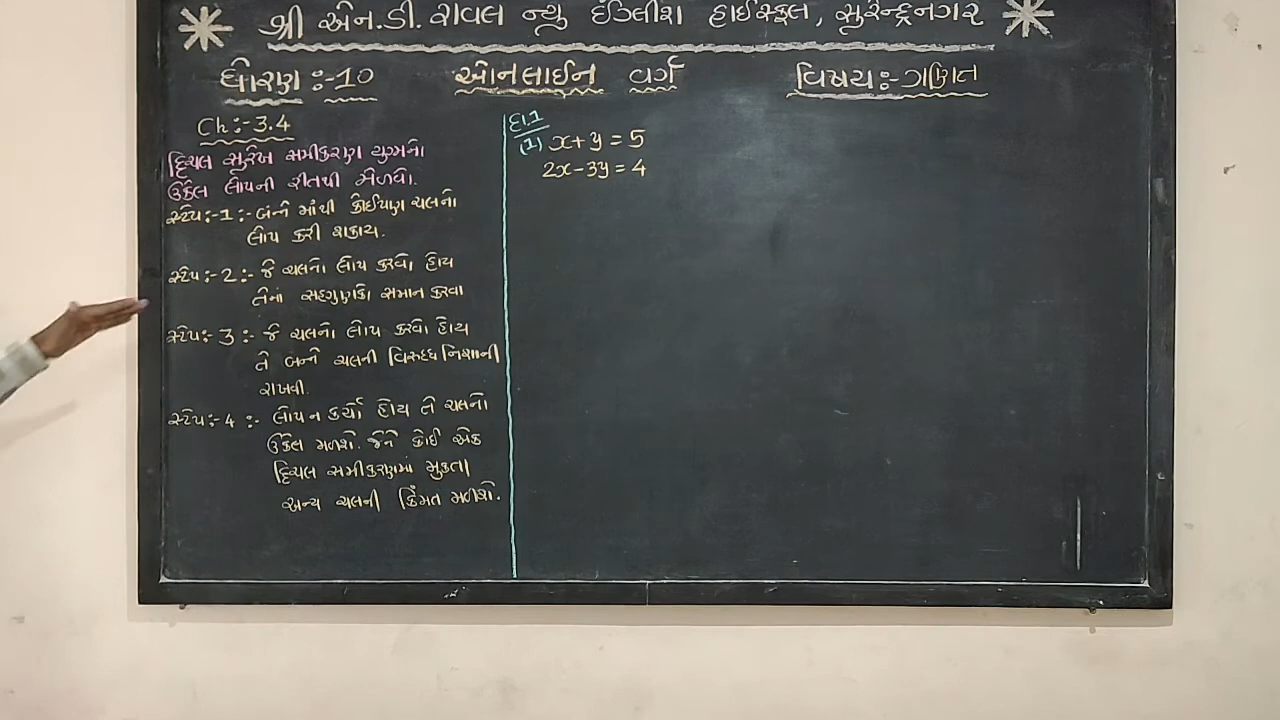 શ્રી એન.ડી. રાવલ ન્યુ ઇંગ્લીશ હાઈસ્કૂલ, સુરેન્દ્રનગર
ધોરણ :- 10 ઓનલાઈન વર્ગ વિષય:- ગણિત
Ch:- 3.4
દ્વિચલ સુરેખ સમીકરણ યુગ્મનો
ઉકેલ લોપની રીતથી મેળવો.
સ્ટેપ:-1:- બંને માંથી કોઈપણ ચલનો
લોપ કરી શકાય.
સ્ટેપ:-2:- જે ચલનો લોપ કરવો હોય
તેનાં સહગુણકો સમાન કરવા
સ્ટેપ:-3:- જે ચલનો લોપ કરવો હોય
તે બન્ને ચલની વિરુધ્ધ નિશાની
રાખવી.
સ્ટેપ:-4 :- લોપ ન કર્યો હોય તે ચલનો
ઉકેલ મળશે. જેને કોઈ એક
દ્વિચલ સમીકરણમાં મુકતા
અન્ય ચલની કિંમત મળશે.
દા.1
(1) x + y = 5
2x - 3y = 4